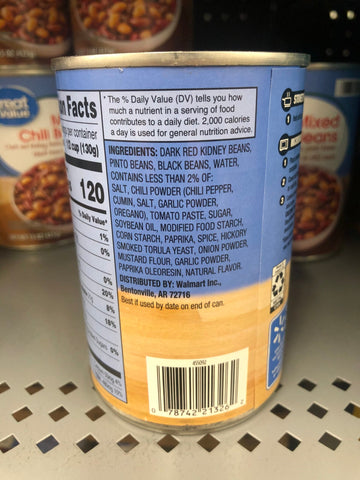 on Facts
* The % Daily Value (DV) tells you how
much a nutrient in a serving of food
contributes to a daily diet. 2,000 calories
a day is used for general nutrition advice.
per container
cup (130g)
120
% Daily Value*
1%
0%
0%
20%
8%
18%
0%
INGREDIENTS: DARK RED KIDNEY BEANS,
PINTO BEANS, BLACK BEANS, WATER,
CONTAINS LESS THAN 2% OF:
SALT, CHILI POWDER (CHILI PEPPER,
CUMIN, SALT, GARLIC POWDER,
OREGANO), TOMATO PASTE, SUGAR,
SOYBEAN OIL, MODIFIED FOOD STARCH,
CORN STARCH, PAPRIKA, SPICE, HICKORY
SMOKED TORULA YEAST, ONION POWDER,
MUSTARD FLOUR, GARLIC POWDER,
PAPRIKA OLEORESIN, NATURAL FLAVOR.
DISTRIBUTED BY: Walmart Inc.,
Bentonville, AR 72716
Best if used by date on end of can.
0 78742 21326 2
Great
Value
Chili
Mixed
Beans